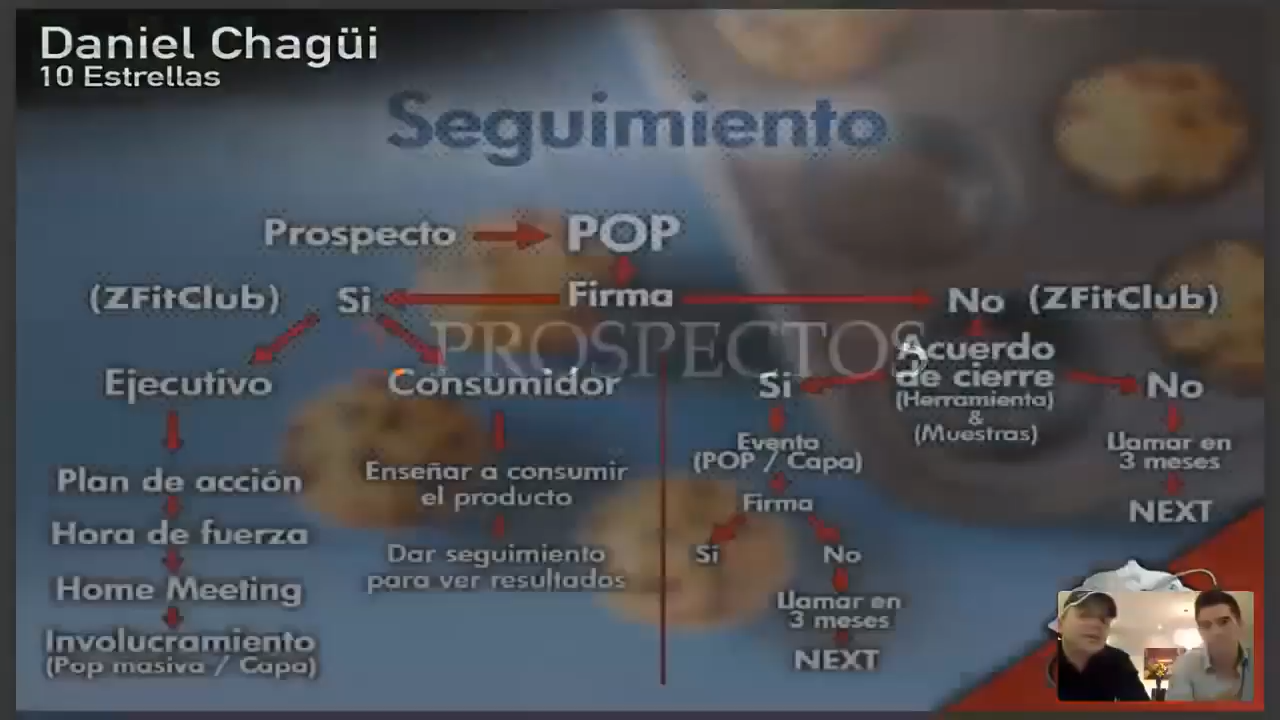 Daniel Chagüi
10 Estrellas
Seguimiento
Prospecto
POP
(ZFitClub)
Si
Firma
No
(ZFitClub)
PROSPECTOS
Ejecutivo
Consumidor
Si
Acuerdo
de cierre
(Herramienta)
&
(Muestras)
No
Plan de acción
Hora de fuerza
Home Meeting
Involucramiento
(Pop masiva / Capa)
Enseñar a consumir
el producto
Dar seguimiento
para ver resultados
Evento
(POP / Capa)
Firma
Si
No
Llamar en
3 meses
NEXT
Llamar en
3 meses
NEXT